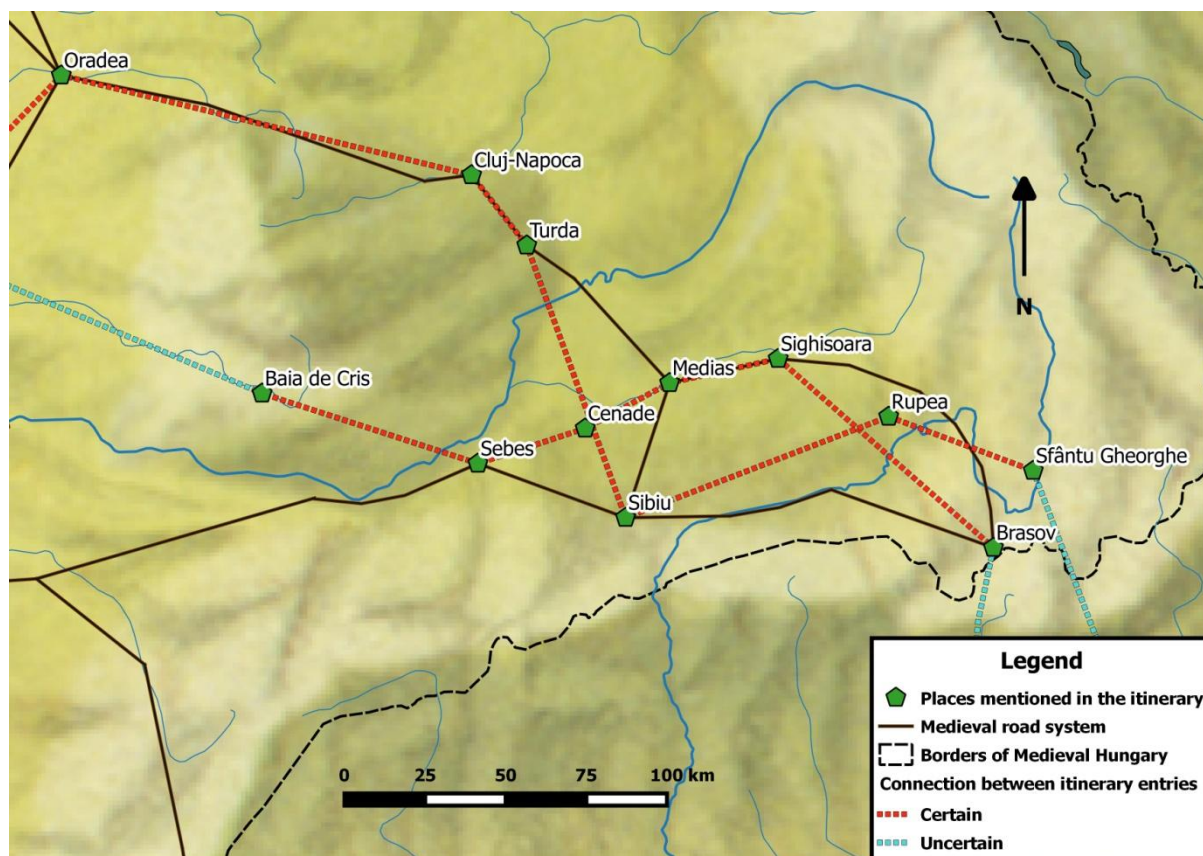 Oradea
Cluj-Napoca
Turda
Sighisoara
Medias
Baia de Cris
Rupea
Cenade
Sebes
Sfântu Gheorghe
Sibiu
Brasov
N
0 25 50 75 100 km
Legend
Places mentioned in the itinerary
Medieval road system
Borders of Medieval Hungary
Connection between itinerary entries
Certain
Uncertain